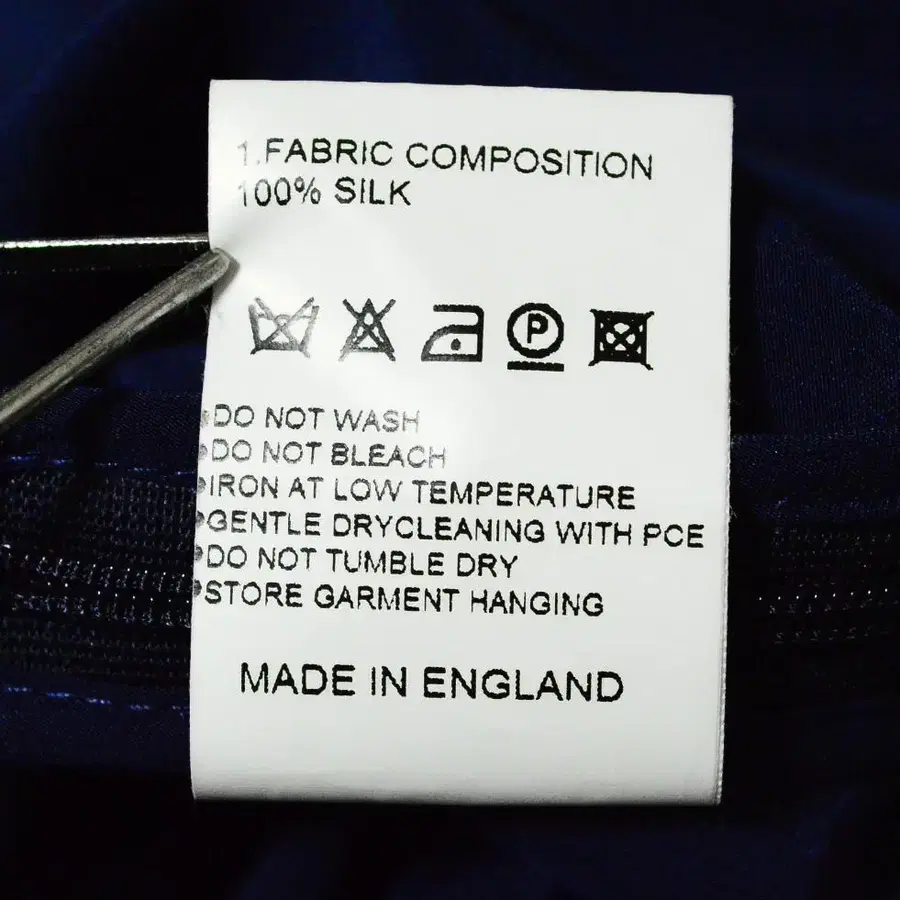 1.FABRIC COMPOSITION
100% SILK
P
•DO NOT WASH
•DO NOT BLEACH
•IRON AT LOW TEMPERATURE
•GENTLE DRYCLEANING WITH PCE
•DO NOT TUMBLE DRY
•STORE GARMENT HANGING
MADE IN ENGLAND